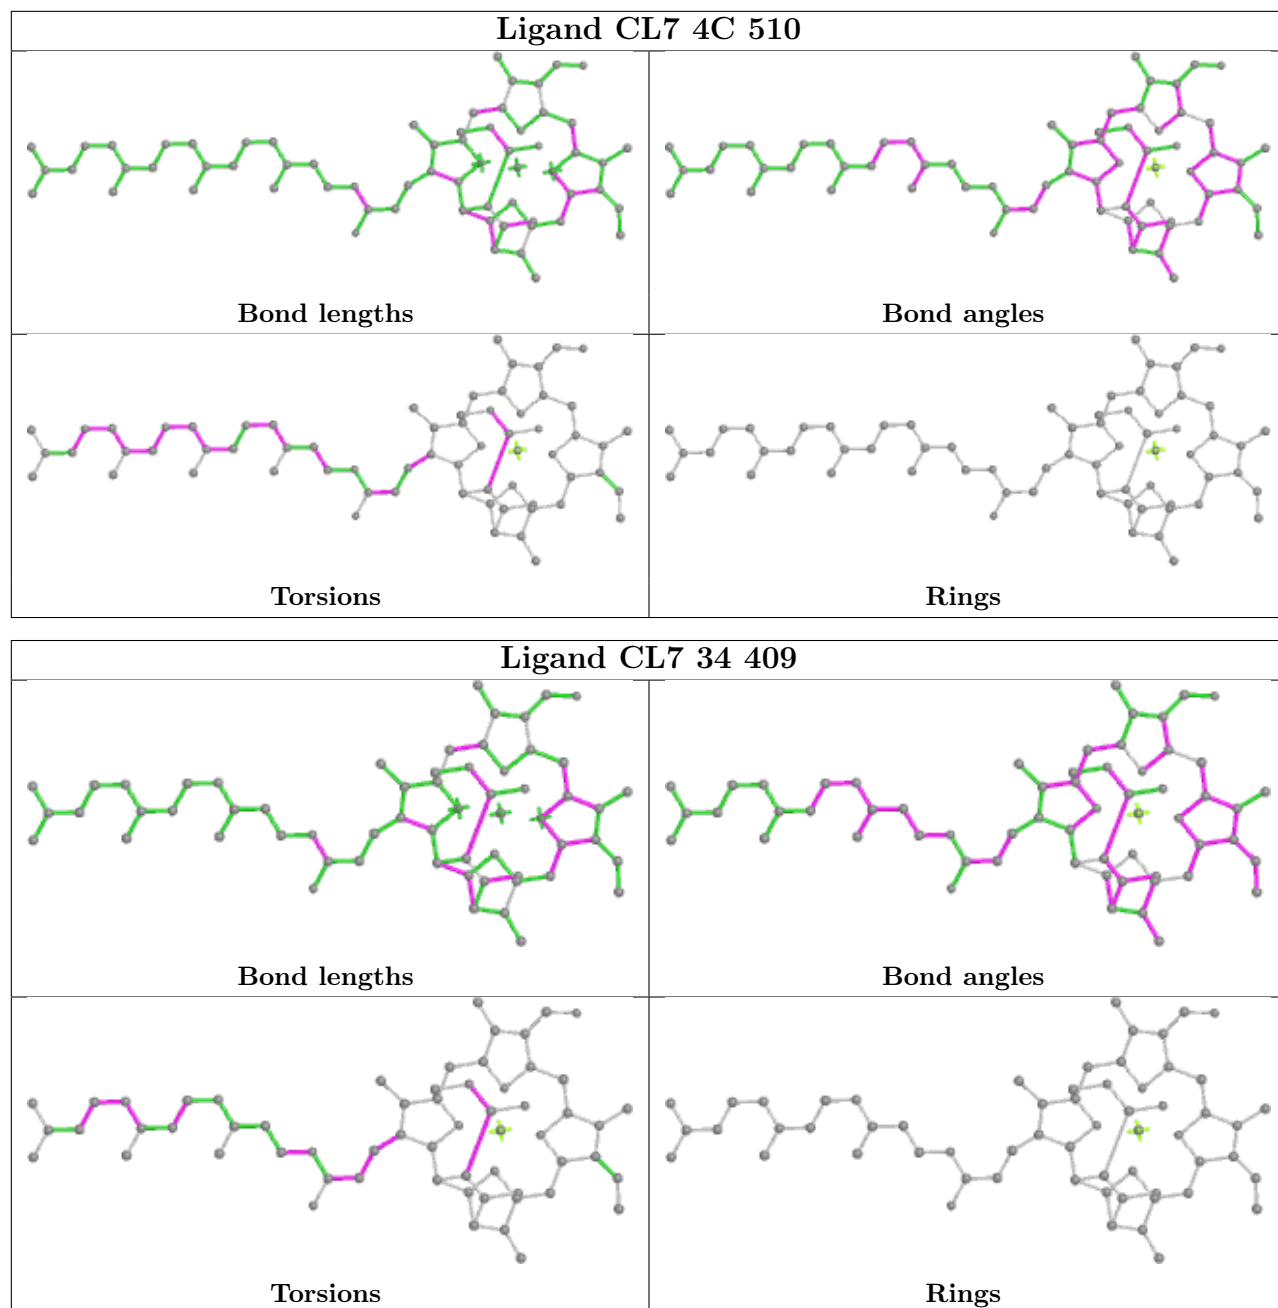 Ligand CL7 4C 510
Bond lengths
Bond angles
Torsions
Rings
Ligand CL7 34 409
Bond lengths
Bond angles
Torsions
Rings